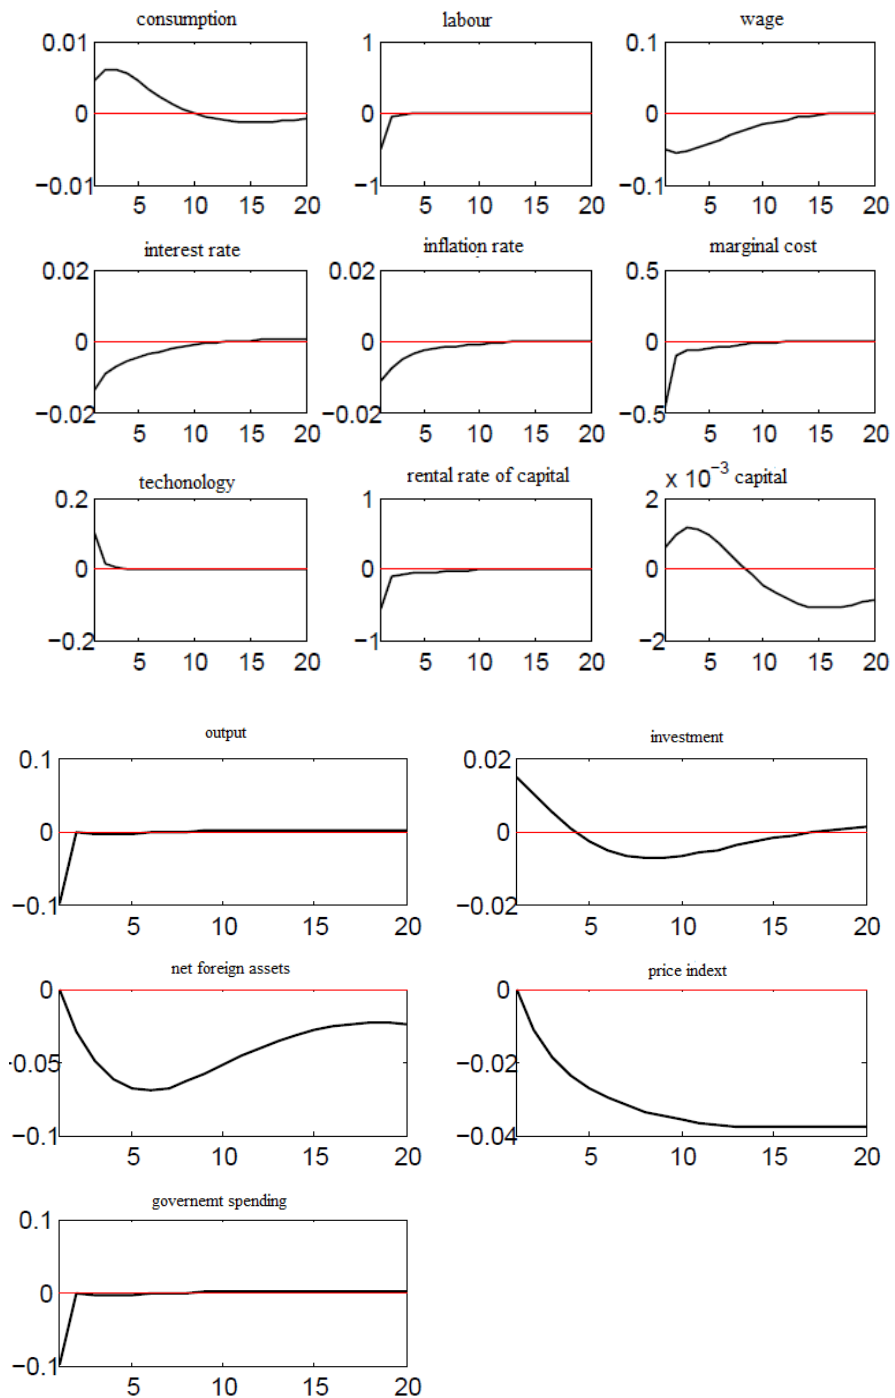 consumption
labour
wage
0.01
0
−0.01
5 10 15 20
1
0
−1
5 10 15 20
0.1
0
−0.1
5 10 15 20
interest rate
inflation rate
marginal cost
0.02
0
−0.02
5 10 15 20
0.02
0
−0.02
5 10 15 20
0.5
0
−0.5
5 10 15 20
techonology
rental rate of capital
x 10−3 capital
0.2
0
−0.2
5 10 15 20
1
0
−1
5 10 15 20
2
0
−2
5 10 15 20
output
investment
0.1
0
−0.1
5 10 15 20
0.02
0
−0.02
5 10 15 20
net foreign assets
price indext
0
-0.05
−0.1
5 10 15 20
0
−0.02
−0.04
5 10 15 20
governemt spending
0.1
0
−0.1
5 10 15 20